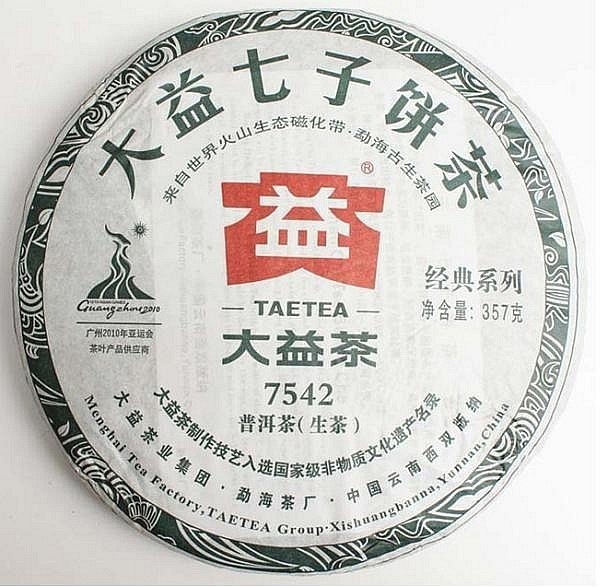 大益七子饼茶
来自世界火山生态磁化带·勐海古生茶园
®
益
TAETEA
大益茶
7542
普洱茶(生茶)
经典系列
净含量:357克
Guangzhou 2010
广州2010年亚运会
茶叶产品供应商
大益茶制作技艺入选国家级非物质文化遗产名录
大益茶业集团·勐海茶厂·中国云南西双版纳
Menghai Tea Factory,TAETEA Group·Xishuangbanna,Yunnan,China